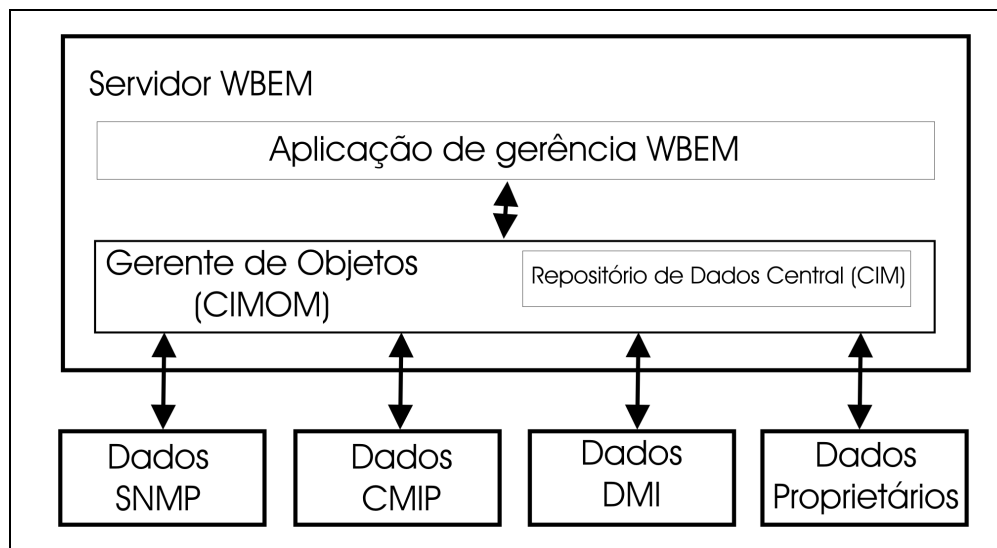 Servidor WBEM
Aplicação de gerência WBEM
Gerente de Objetos
(CIMOM)
Repositório de Dados Central (CIM)
Dados
SNMP
Dados
CMIP
Dados
DMI
Dados
Proprietários